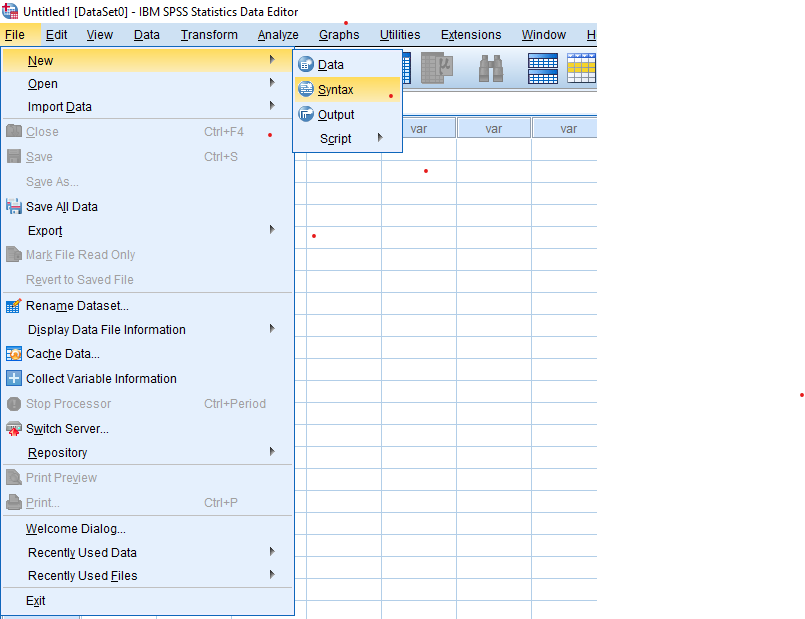 Untitled1 [DataSet0] - IBM SPSS Statistics Data Editor
File Edit View Data Transform Analyze Graphs Utilities Extensions Window H
New
Data
Open
Syntax
Import Data
Output
Close Ctrl+F4
Script
var var var
Save Ctrl+S
Save As...
Save All Data
Export
Mark File Read Only
Revert to Saved File
Rename Dataset...
Display Data File Information
Cache Data...
Collect Variable Information
Stop Processor Ctrl+Period
Switch Server...
Repository
Print Preview
Print... Ctrl+P
Welcome Dialog...
Recently Used Data
Recently Used Files
Exit